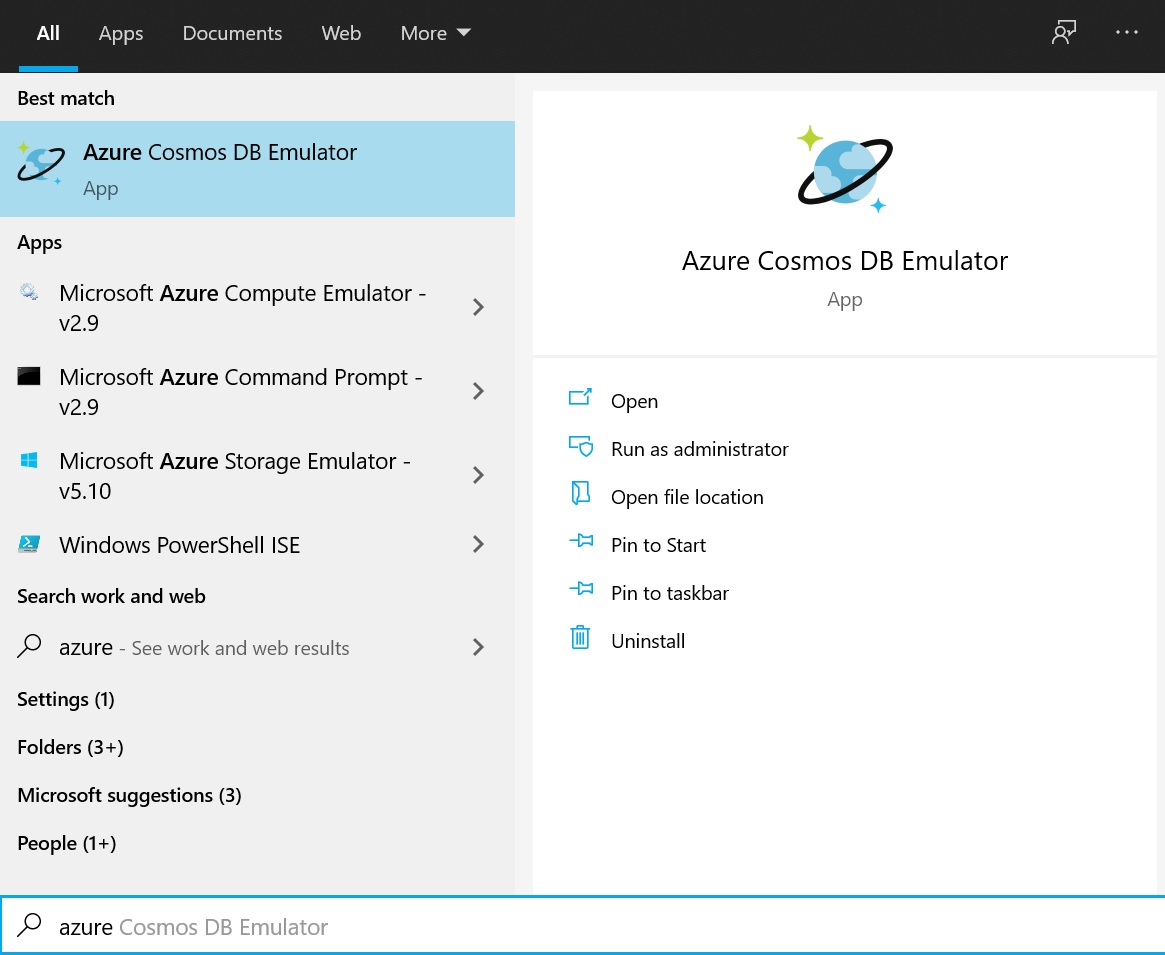 All Apps Documents Web More
Best match
Azure Cosmos DB Emulator
App
Apps
Microsoft Azure Compute Emulator -
v2.9
Microsoft Azure Command Prompt -
v2.9
Microsoft Azure Storage Emulator -
v5.10
Windows PowerShell ISE
Search work and web
azure - See work and web results
Settings (1)
Folders (3+)
Microsoft suggestions (3)
People (1+)
Azure Cosmos DB Emulator
App
Open
Run as administrator
Open file location
Pin to Start
Pin to taskbar
Uninstall
azure Cosmos DB Emulator